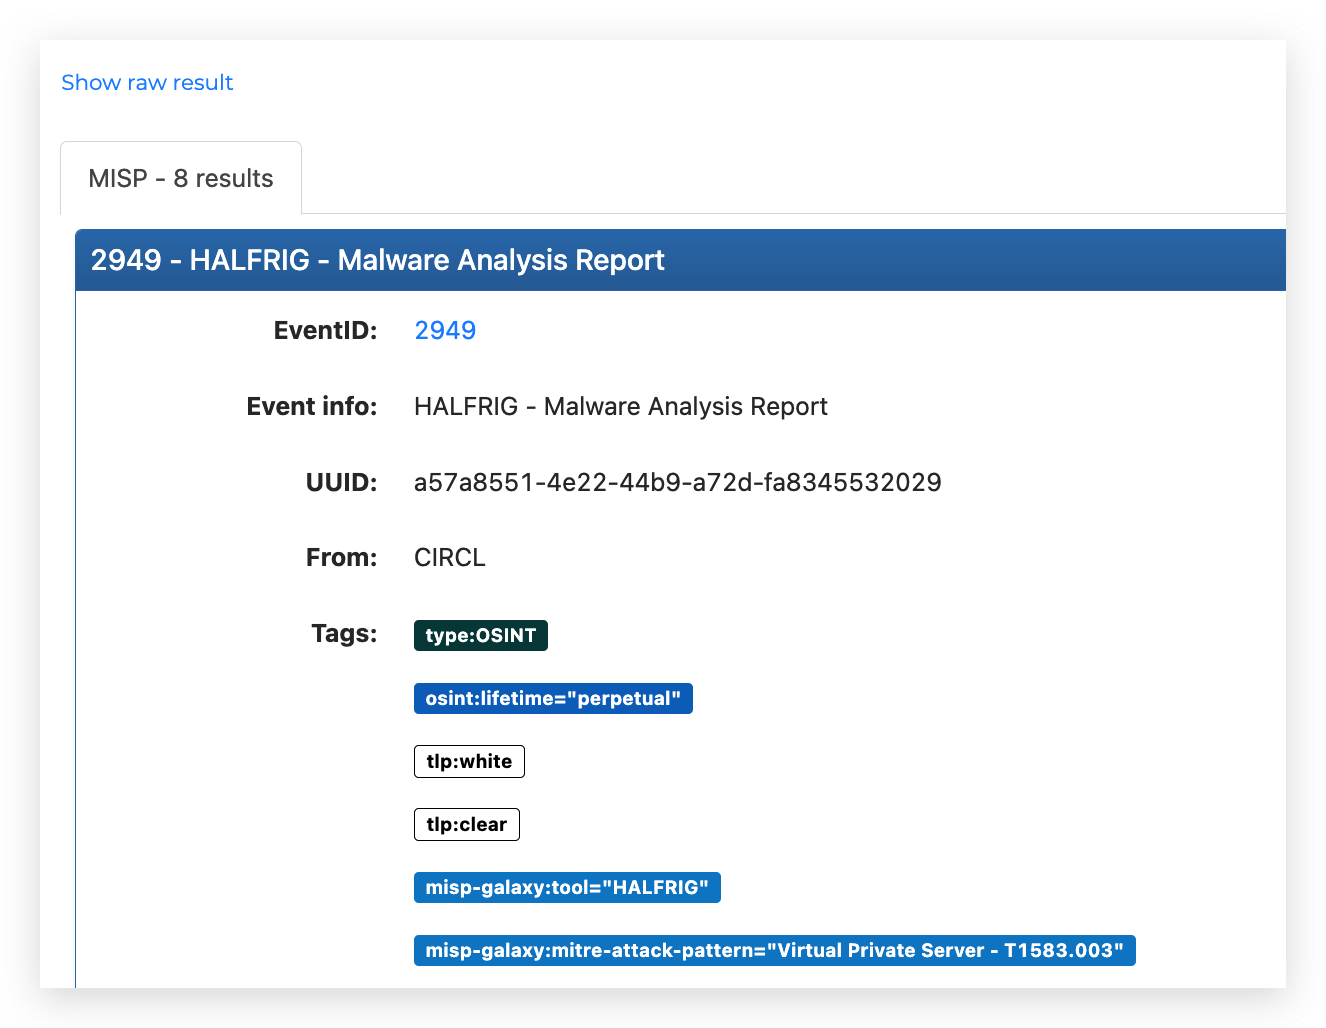 Show raw result
MISP - 8 results
2949 - HALFRIG - Malware Analysis Report
EventID: 2949
Event info: HALFRIG - Malware Analysis Report
UUID: a57a8551-4e22-44b9-a72d-fa8345532029
From: CIRCL
Tags: type:OSINT
osint:lifetime="perpetual"
tlp:white
tlp:clear
misp-galaxy:tool="HALFRIG"
misp-galaxy:mitre-attack-pattern="Virtual Private Server - T1583.003"